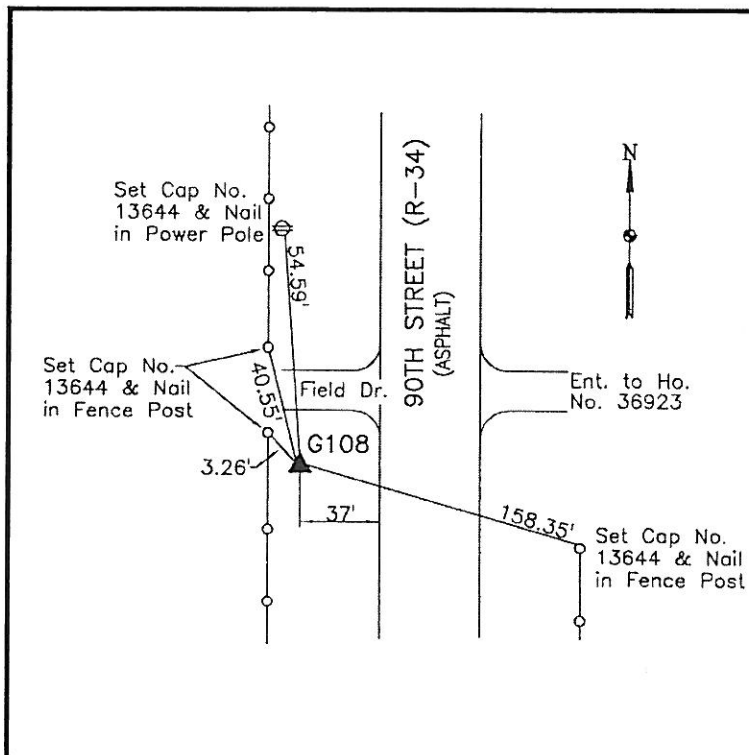 N
Set Cap No.
13644 & Nail
in Power Pole
54.59'
90TH STREET (R-34)
(ASPHALT)
Set Cap No.
13644 & Nail
in Fence Post
40.55'
Field Dr.
Ent. to Ho.
No. 36923
G108
3.26'
37'
158.35'
Set Cap No.
13644 & Nail
in Fence Post